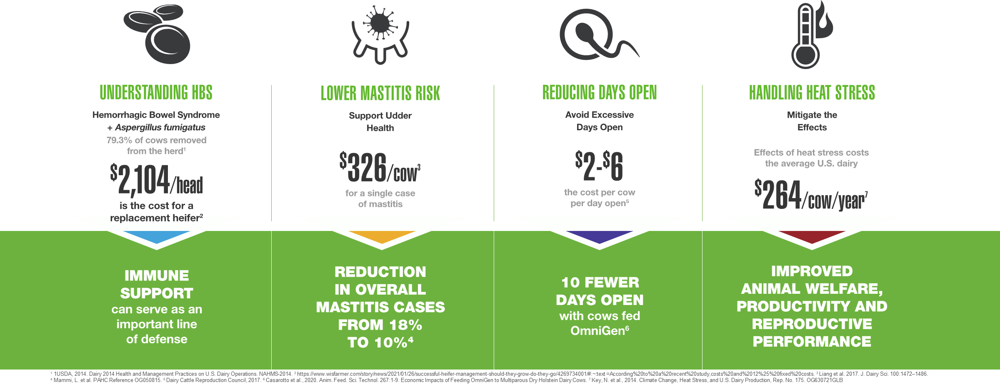 UNDERSTANDING HBS
Hemorrhagic Bowel Syndrome
+ Aspergillus fumigatus
79.3% of cows removed
from the herd¹
$2,104/head
is the cost for a
replacement heifer²
IMMUNE
SUPPORT
can serve as an
important line
of defense
LOWER MASTITIS RISK
Support Udder
Health
$326/cow³
for a single case
of mastitis
REDUCTION
IN OVERALL
MASTITIS CASES
FROM 18%
TO 10%⁴
REDUCING DAYS OPEN
Avoid Excessive
Days Open
$2-$6
the cost per cow
per day open⁵
10 FEWER
DAYS OPEN
with cows fed
OmniGen⁶
HANDLING HEAT STRESS
Mitigate the
Effects
Effects of heat stress costs
the average U.S. dairy
$264/cow/year⁷
IMPROVED
ANIMAL WELFARE,
PRODUCTIVITY AND
REPRODUCTIVE
PERFORMANCE
¹ 1USDA, 2014. Dairy 2014 Health and Management Practices on U.S. Dairy Operations. NAHMS-2014. ² https://www.wisfarmer.com/story/news/2021/01/26/successful-heifer-management-should-they-grow-do-they-go/4269734001/#:~:text=According%20to%20a%20recent%20study,costs%20and%2012%25%20fixed%20costs. ³ Liang et al. 2017. J. Dairy Sci. 100:1472–1486.
⁴ Mammi, L. et al. PAHC Reference OG050815. ⁵ Dairy Cattle Reproduction Council, 2017. ⁶ Casarotto et al., 2020. Anim. Feed. Sci. Technol. 267:1-9. Economic Impacts of Feeding OmniGen to Multiparous Dry Holstein Dairy Cows. ⁷ Key, N. et al., 2014. Climate Change, Heat Stress, and U.S. Dairy Production, Rep. No. 175. OG630721GLB